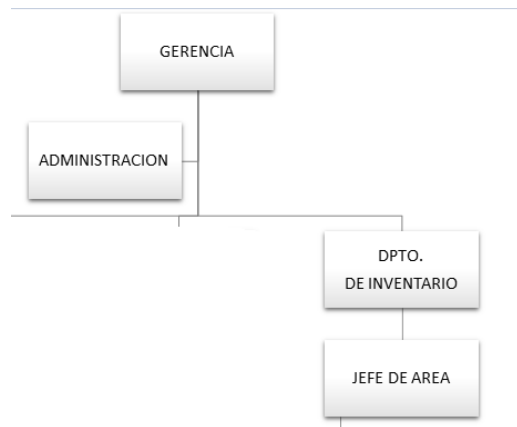 GERENCIA
ADMINISTRACION
DPTO.
DE INVENTARIO
JEFE DE AREA